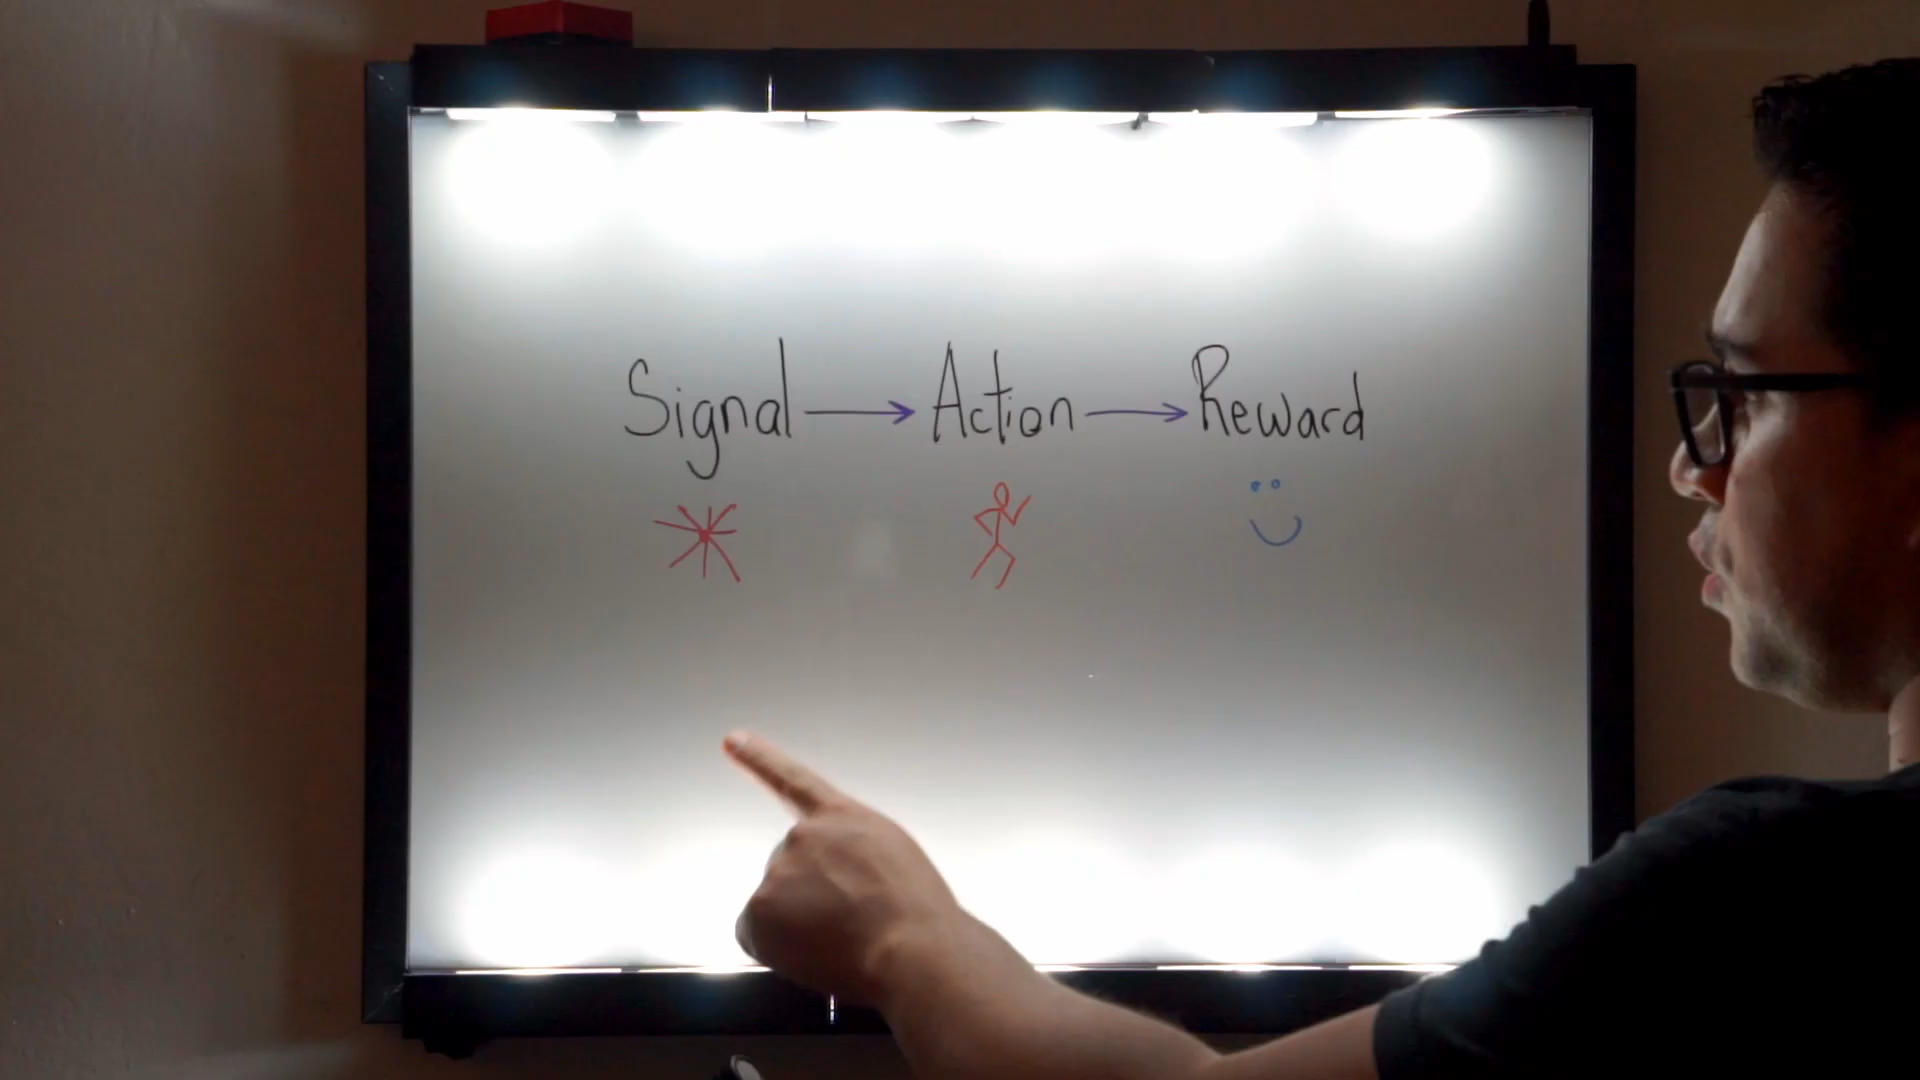 Signal → Action → Reward